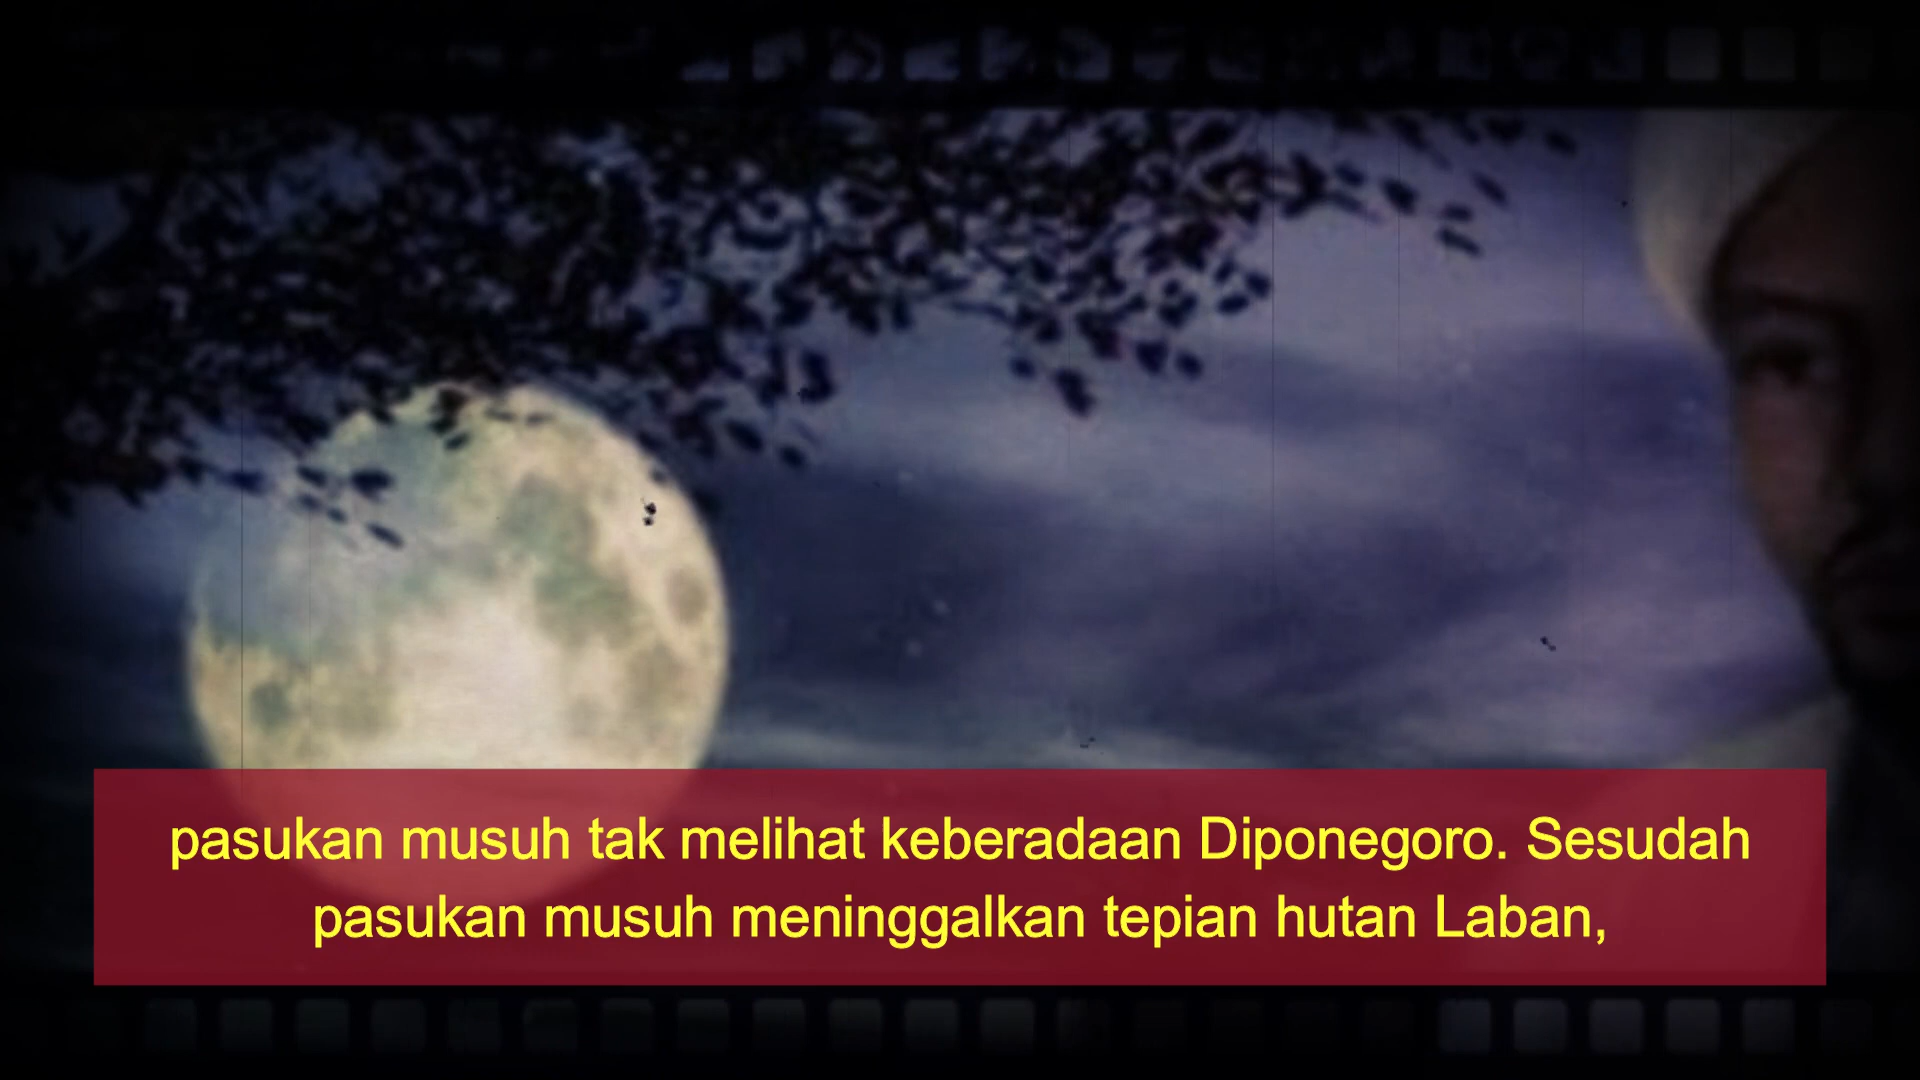 pasukan musuh tak melihat keberadaan Diponegoro. Sesudah
pasukan musuh meninggalkan tepian hutan Laban,